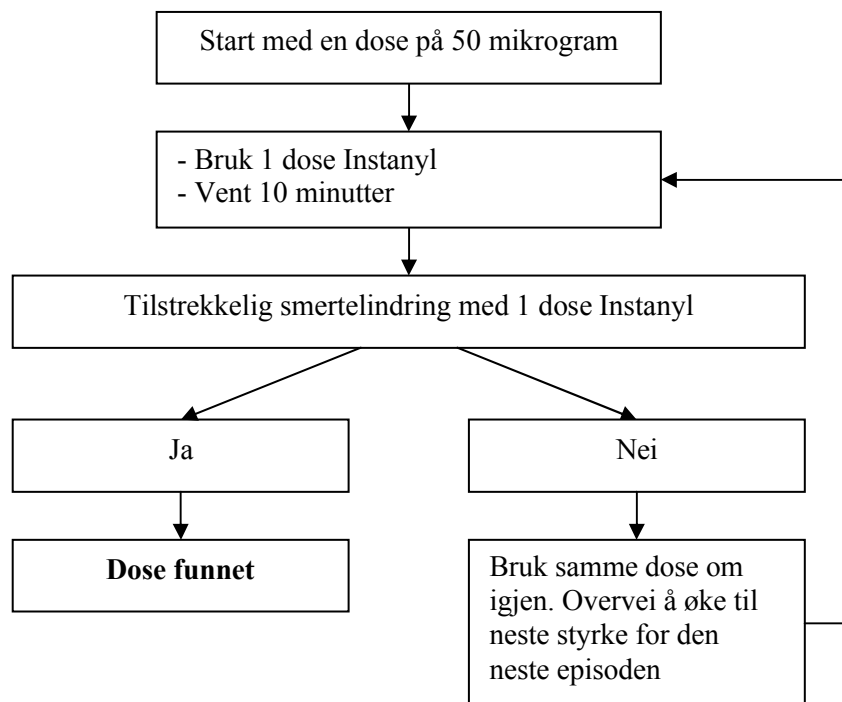 Start med en dose på 50 mikrogram
- Bruk 1 dose Instanyl
- Vent 10 minutter
Tilstrekkelig smertelindring med 1 dose Instanyl
Ja
Nei
Dose funnet
Bruk samme dose om
igjen. Overvei å øke til
neste styrke for den
neste episoden